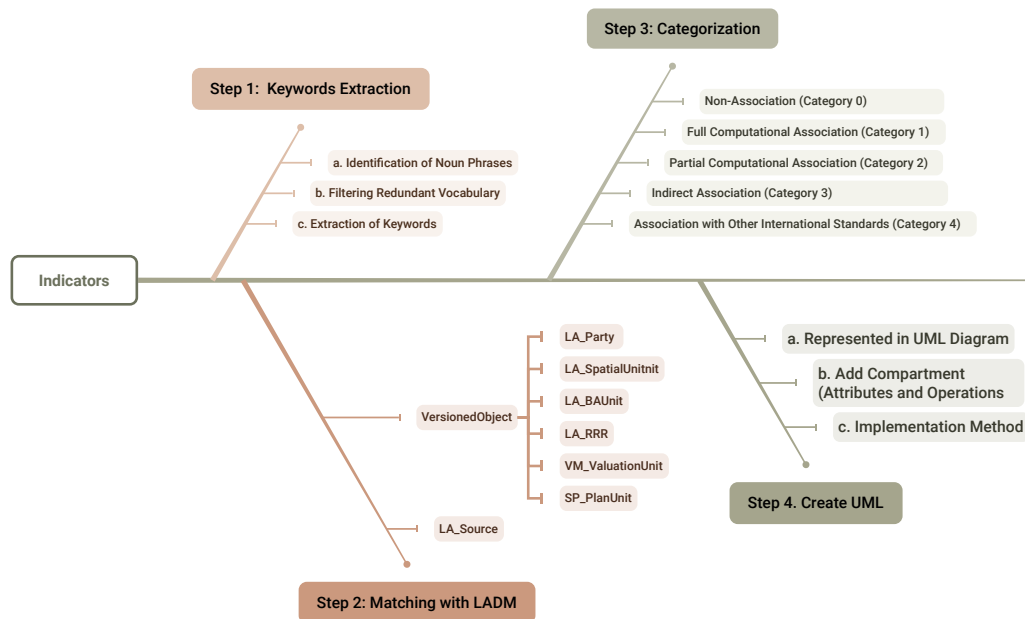 Step 3: Categorization
Step 1: Keywords Extraction
Non-Association (Category 0)
Full Computational Association (Category 1)
a. Identification of Noun Phrases
Partial Computational Association (Category 2)
b. Filtering Redundant Vocabulary
Indirect Association (Category 3)
c. Extraction of Keywords
Association with Other International Standards (Category 4)
Indicators
LA_Party
a. Represented in UML Diagram
LA_SpatialUnitnit
b. Add Compartment
(Attributes and Operations
LA_BAUnit
VersionedObject
LA_RRR
c. Implementation Method
VM_ValuationUnit
SP_PlanUnit
Step 4. Create UML
LA_Source
Step 2: Matching with LADM